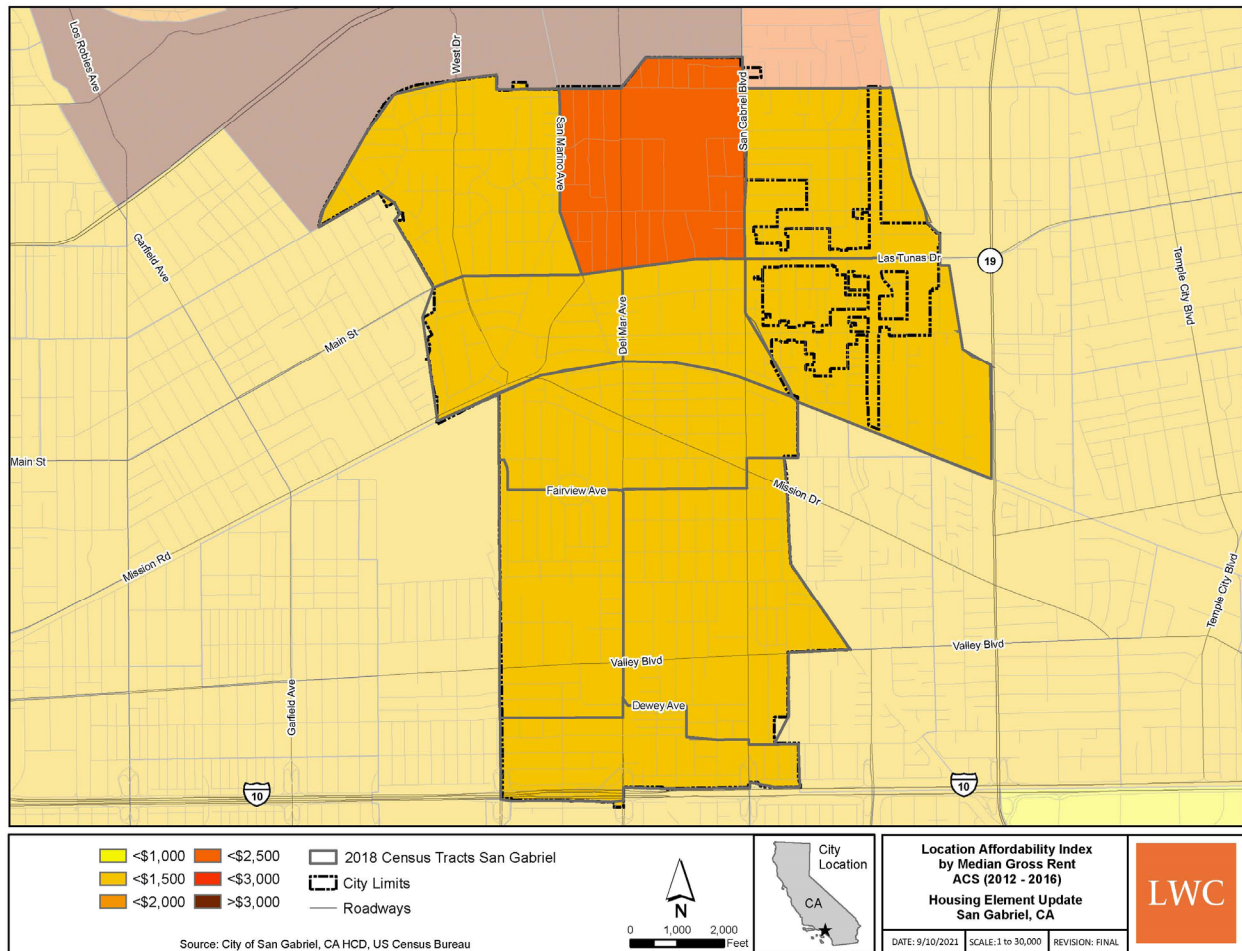 Los Robles Ave
West Dr
San Marino Ave
San Gabriel Blvd
Garfield Ave
Las Tunas Dr
19
Temple City Blvd
Main St
Del Mar Ave
Main St
Fairview Ave
Mission Dr
Mission Rd
Temple City Blvd
Valley Blvd
Valley Blvd
Garfield Ave
Dewey Ave
10
10
<$1,000
<$1,500
<$2,000
<$2,500
<$3,000
>$3,000
2018 Census Tracts San Gabriel
City Limits
Roadways
Source: City of San Gabriel, CA HCD, US Census Bureau
N
0 1,000 2,000
Feet
City
Location
CA
Location Affordability Index
by Median Gross Rent
ACS (2012 - 2016)
Housing Element Update
San Gabriel, CA
DATE: 9/10/2021
SCALE:1 to 30,000
REVISION: FINAL
LWC